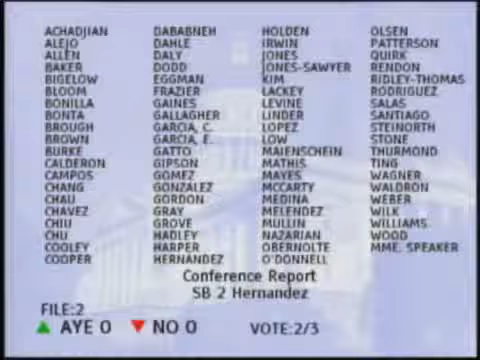 ACHADJIAN DABABNEH HOLDEN OLSEN
ALEJO DAHLE IRWIN PATTERSON
ALLEN DALY JONES QUIRK
BAKER DODD JONES-SAWYER RENDON
BIGELOW EGGMAN KIM RIDLEY-THOMAS
BLOOM FRAZIER LACKEY RODRIGUEZ
BONILLA GAINES LEVINE SALAS
BONTA GALLAGHER LINDER SANTIAGO
BROUGH GARCIA, C. LOPEZ STEINORTH
BROWN GARCIA, E. LOW STONE
BURKE GATTO MAIENSCHEIN THURMOND
CALDERON GIPSON MATHIS TING
CAMPOS GOMEZ MAYES WAGNER
CHANG GONZALEZ MCCARTY WALDRON
CHAU GORDON MEDINA WEBER
CHAVEZ GRAY MELENDEZ WILK
CHIU GROVE MULLIN WILLIAMS
CHU HADLEY NAZARIAN WOOD
COOLEY HARPER OBERNOLTE MME. SPEAKER
COOPER HERNANDEZ O'DONNELL
Conference Report
SB 2 Hernandez
FILE:2
AYE 0 NO 0 VOTE:2/3